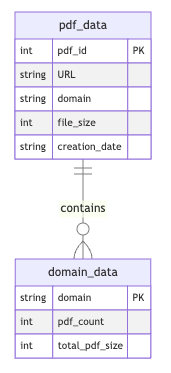 pdf_data
int pdf_id PK
string URL
string domain
int file_size
string creation_date
contains
domain_data
string domain PK
int pdf_count
int total_pdf_size